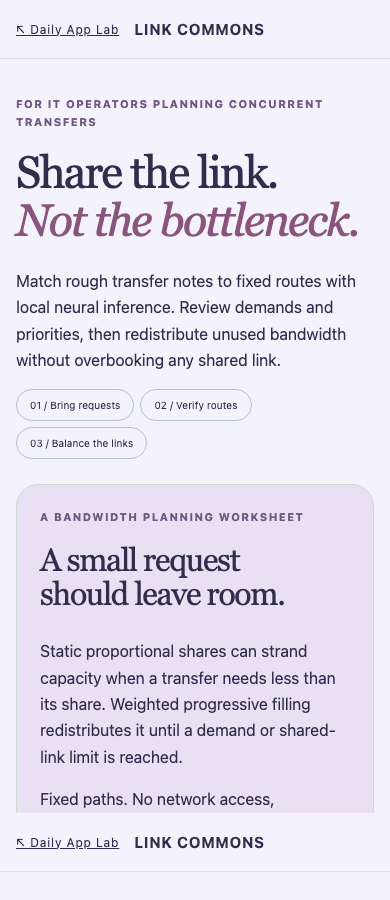 ↖ Daily App Lab LINK COMMONS
FOR IT OPERATORS PLANNING CONCURRENT
TRANSFERS
Share the link.
Not the bottleneck.
Match rough transfer notes to fixed routes with
local neural inference. Review demands and
priorities, then redistribute unused bandwidth
without overbooking any shared link.
01 / Bring requests 02 / Verify routes
03 / Balance the links
A BANDWIDTH PLANNING WORKSHEET
A small request
should leave room.
Static proportional shares can strand
capacity when a transfer needs less than
its share. Weighted progressive filling
redistributes it until a demand or shared-
link limit is reached.
Fixed paths. No network access,
↖ Daily App Lab LINK COMMONS